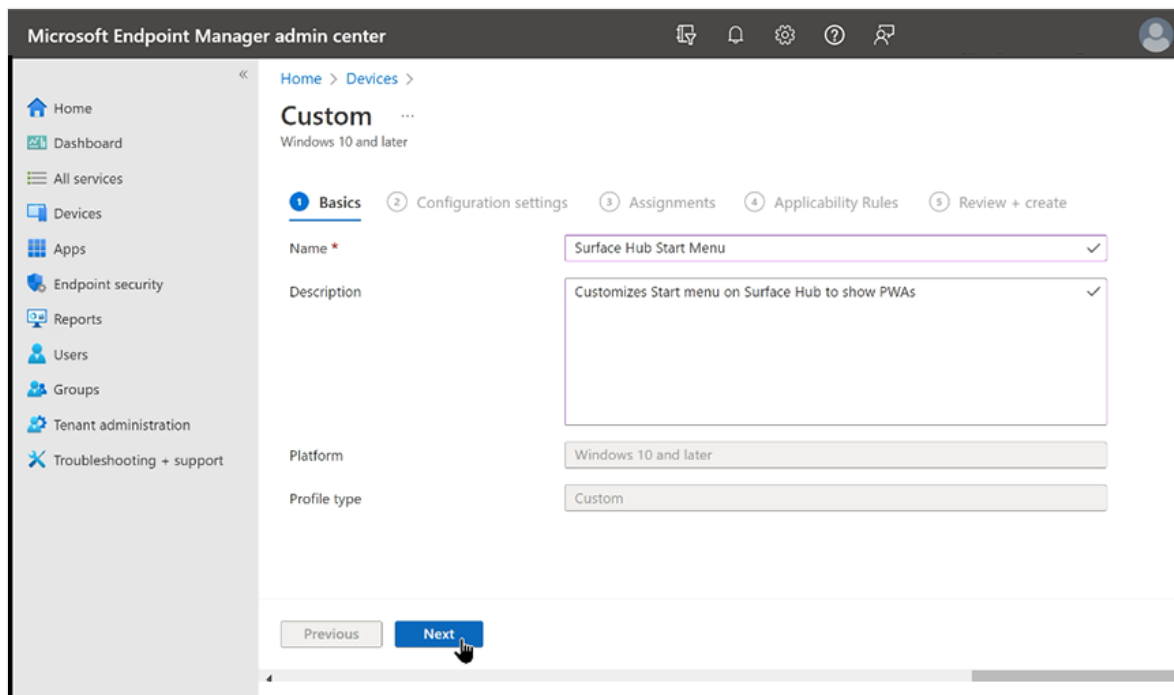 Microsoft Endpoint Manager admin center
«
Home > Devices >
Home
Custom ...
Windows 10 and later
Dashboard
All services
1 Basics 2 Configuration settings 3 Assignments 4 Applicability Rules 5 Review + create
Devices
Apps
Name * Surface Hub Start Menu
Endpoint security
Description Customizes Start menu on Surface Hub to show PWAs
Reports
Users
Groups
Tenant administration
Troubleshooting + support
Platform Windows 10 and later
Profile type Custom
Previous Next